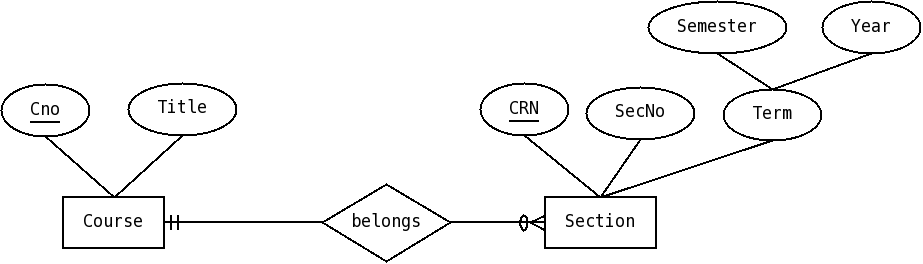 Semester
Year
Cno
Title
CRN
SecNo
Term
Course
belongs
Section